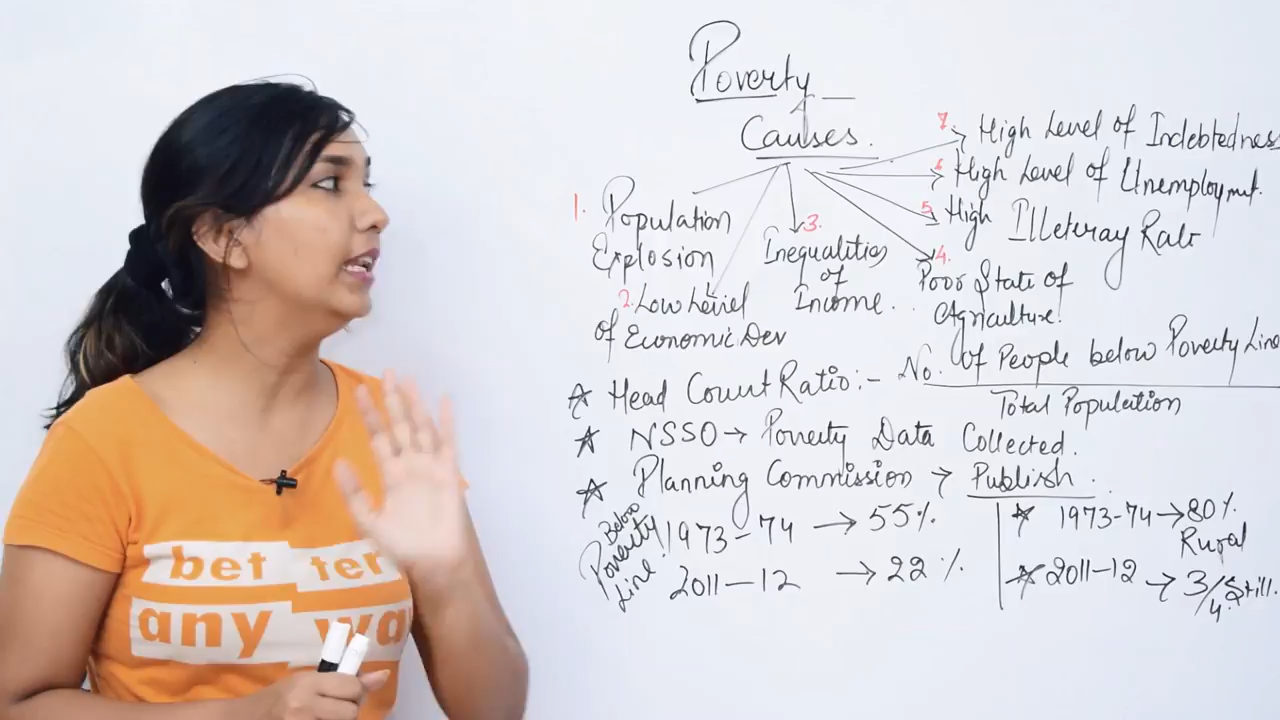 Poverty
Causes.
1. Population
Explosion
2. Low Level
of Economic Dev
3.
Inequalities
of
Income.
7. High Level of Indebtedness
6. High Level of Unemployment.
5. High Illeteray Rate
4.
Poor State of
Agriculture.
☆ Head Count Ratio:- No. of People below Poverty Line
Total Population
☆ NSSO → Poverty Data Collected.
☆ Planning Commission → Publish.
Below
Poverty
Line
1973-74 → 55%
2011-12 → 22%
☆ 1973-74 → 80%
Rural
☆ 2011-12 → 3/4 Still.
bet ter
any wa